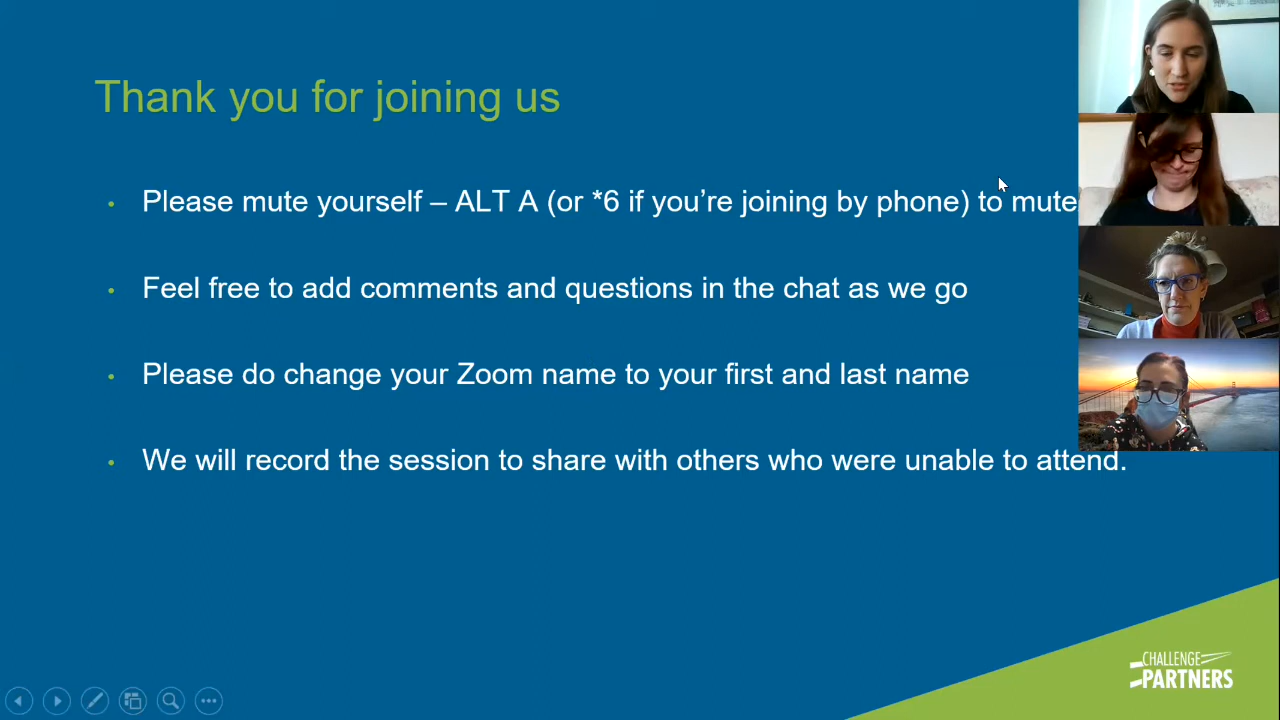 Thank you for joining us
• Please mute yourself – ALT A (or *6 if you’re joining by phone) to mute
• Feel free to add comments and questions in the chat as we go
• Please do change your Zoom name to your first and last name
• We will record the session to share with others who were unable to attend.
CHALLENGE
PARTNERS